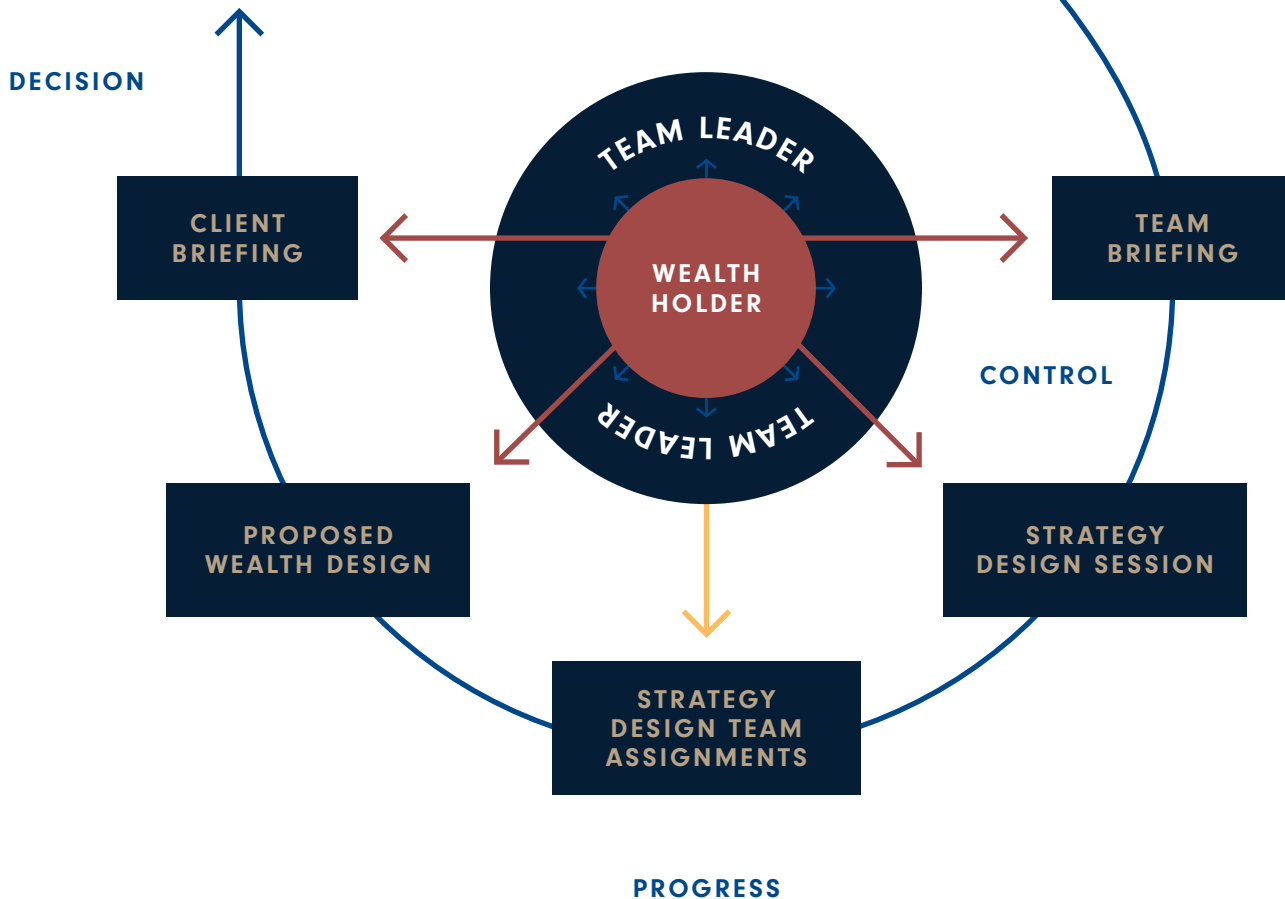 DECISION
TEAM LEADER
CLIENT
BRIEFING
WEALTH
HOLDER
TEAM
BRIEFING
CONTROL
TEAM LEADER
PROPOSED
WEALTH DESIGN
STRATEGY
DESIGN SESSION
STRATEGY
DESIGN TEAM
ASSIGNMENTS
PROGRESS